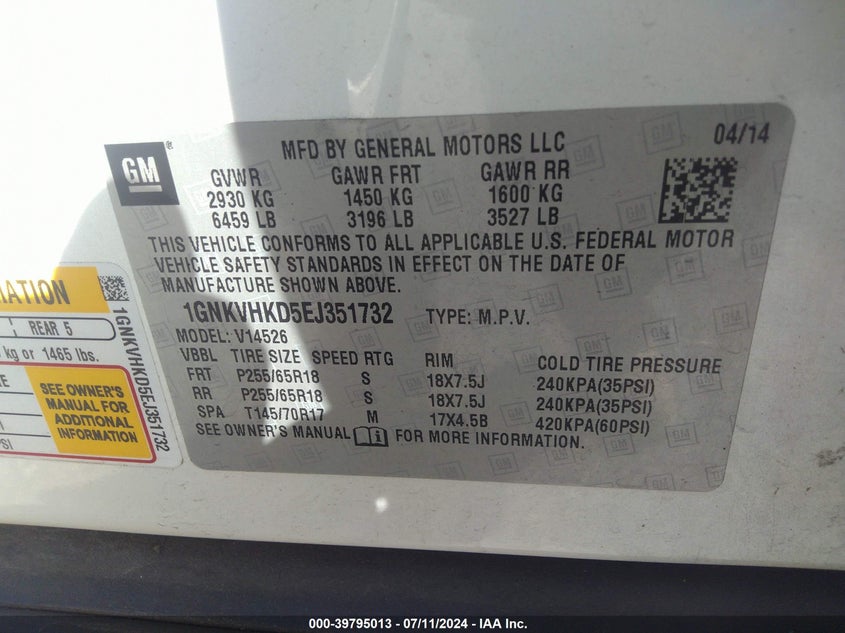 GM
MFD BY GENERAL MOTORS LLC
04/14
GVWR GAWR FRT GAWR RR
2930 KG 1450 KG 1600 KG
6459 LB 3196 LB 3527 LB
THIS VEHICLE CONFORMS TO ALL APPLICABLE U.S. FEDERAL MOTOR
VEHICLE SAFETY STANDARDS IN EFFECT ON THE DATE OF
MANUFACTURE SHOWN ABOVE.
1GNKVHKD5EJ351732 TYPE: M.P.V.
MODEL: V14526
VBBL TIRE SIZE SPEED RTG RIM COLD TIRE PRESSURE
FRT P255/65R18 S 18X7.5J 240KPA(35PSI)
RR P255/65R18 S 18X7.5J 240KPA(35PSI)
SPA T145/70R17 M 17X4.5B 420KPA(60PSI)
SEE OWNER'S MANUAL FOR MORE INFORMATION.
REAR 5
kg or 1465 lbs.
SEE OWNER'S
MANUAL FOR
ADDITIONAL
INFORMATION
1GNKVHKD5EJ351732
000-39795013 - 07/11/2024 - IAA Inc.